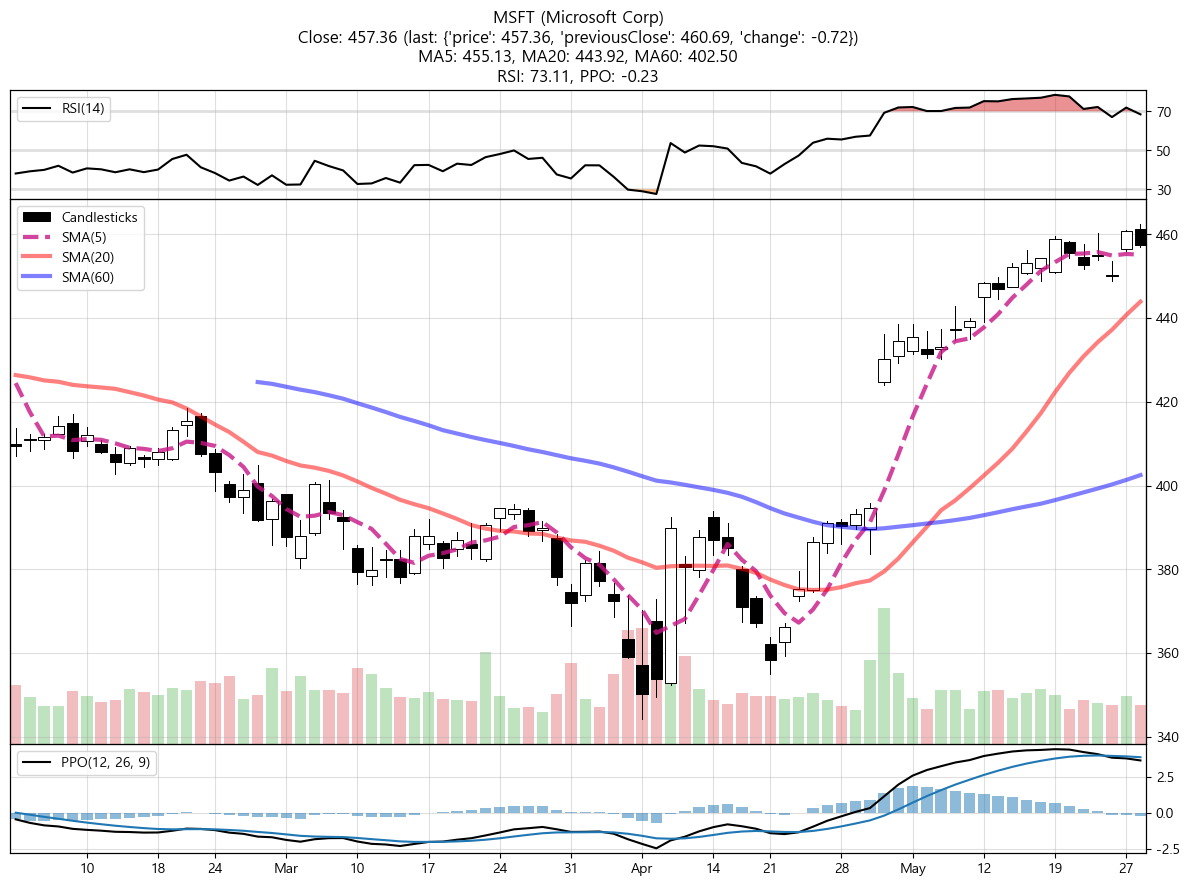 MSFT (Microsoft Corp)
Close: 457.36 (last: {'price': 457.36, 'previousClose': 460.69, 'change': -0.72})
MA5: 455.13, MA20: 443.92, MA60: 402.50
RSI: 73.11, PPO: -0.23
RSI(14)
70
50
30
Candlesticks
SMA(5)
SMA(20)
SMA(60)
460
440
420
400
380
360
340
PPO(12, 26, 9)
2.5
0.0
−2.5
10 18 24 Mar 10 17 24 31 Apr 14 21 28 May 12 19 27